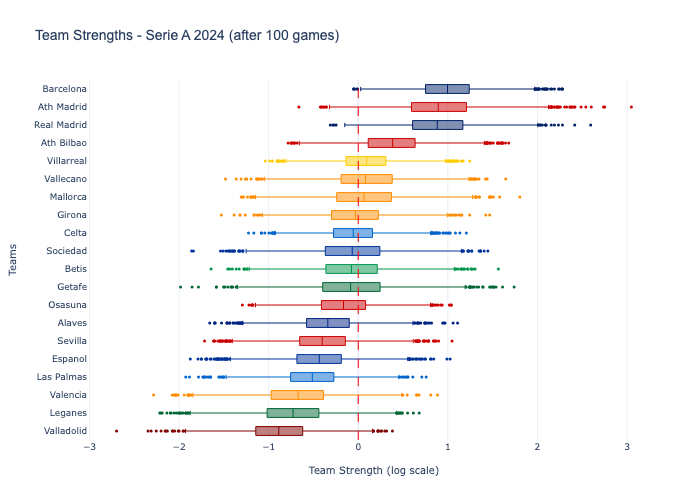 Team Strengths - Serie A 2024 (after 100 games)
Barcelona
Ath Madrid
Real Madrid
Ath Bilbao
Villarreal
Vallecano
Mallorca
Girona
Celta
Sociedad
Betis
Getafe
Osasuna
Alaves
Sevilla
Espanol
Las Palmas
Valencia
Leganes
Valladolid
Teams
−3 −2 −1 0 1 2 3
Team Strength (log scale)